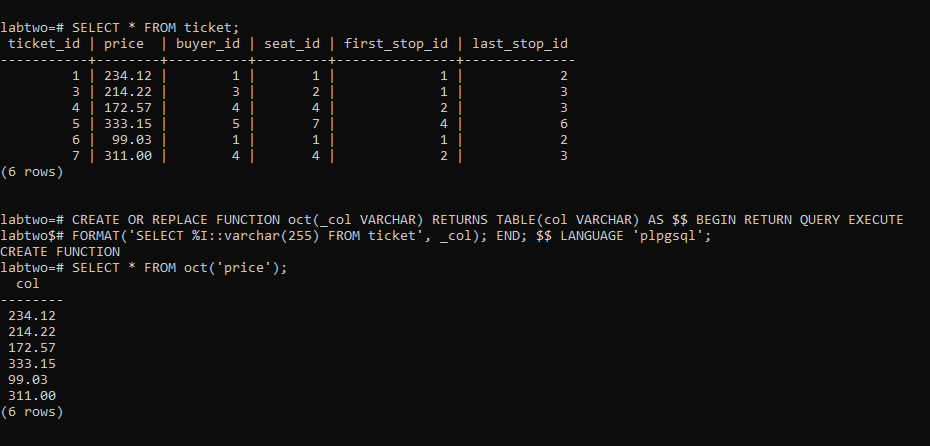 labtwo=# SELECT * FROM ticket;
 ticket_id | price  | buyer_id | seat_id | first_stop_id | last_stop_id
-----------+--------+----------+---------+---------------+--------------
         1 | 234.12 |        1 |       1 |             1 |            2
         3 | 214.22 |        3 |       2 |             1 |            3
         4 | 172.57 |        4 |       4 |             2 |            3
         5 | 333.15 |        5 |       7 |             4 |            6
         6 |  99.03 |        1 |       1 |             1 |            2
         7 | 311.00 |        4 |       4 |             2 |            3
(6 rows)
labtwo=# CREATE OR REPLACE FUNCTION oct(_col VARCHAR) RETURNS TABLE(col VARCHAR) AS $$ BEGIN RETURN QUERY EXECUTE
labtwo$# FORMAT('SELECT %I::varchar(255) FROM ticket', _col); END; $$ LANGUAGE 'plpgsql';
CREATE FUNCTION
labtwo=# SELECT * FROM oct('price');
  col
--------
 234.12
 214.22
 172.57
 333.15
 99.03
 311.00
(6 rows)